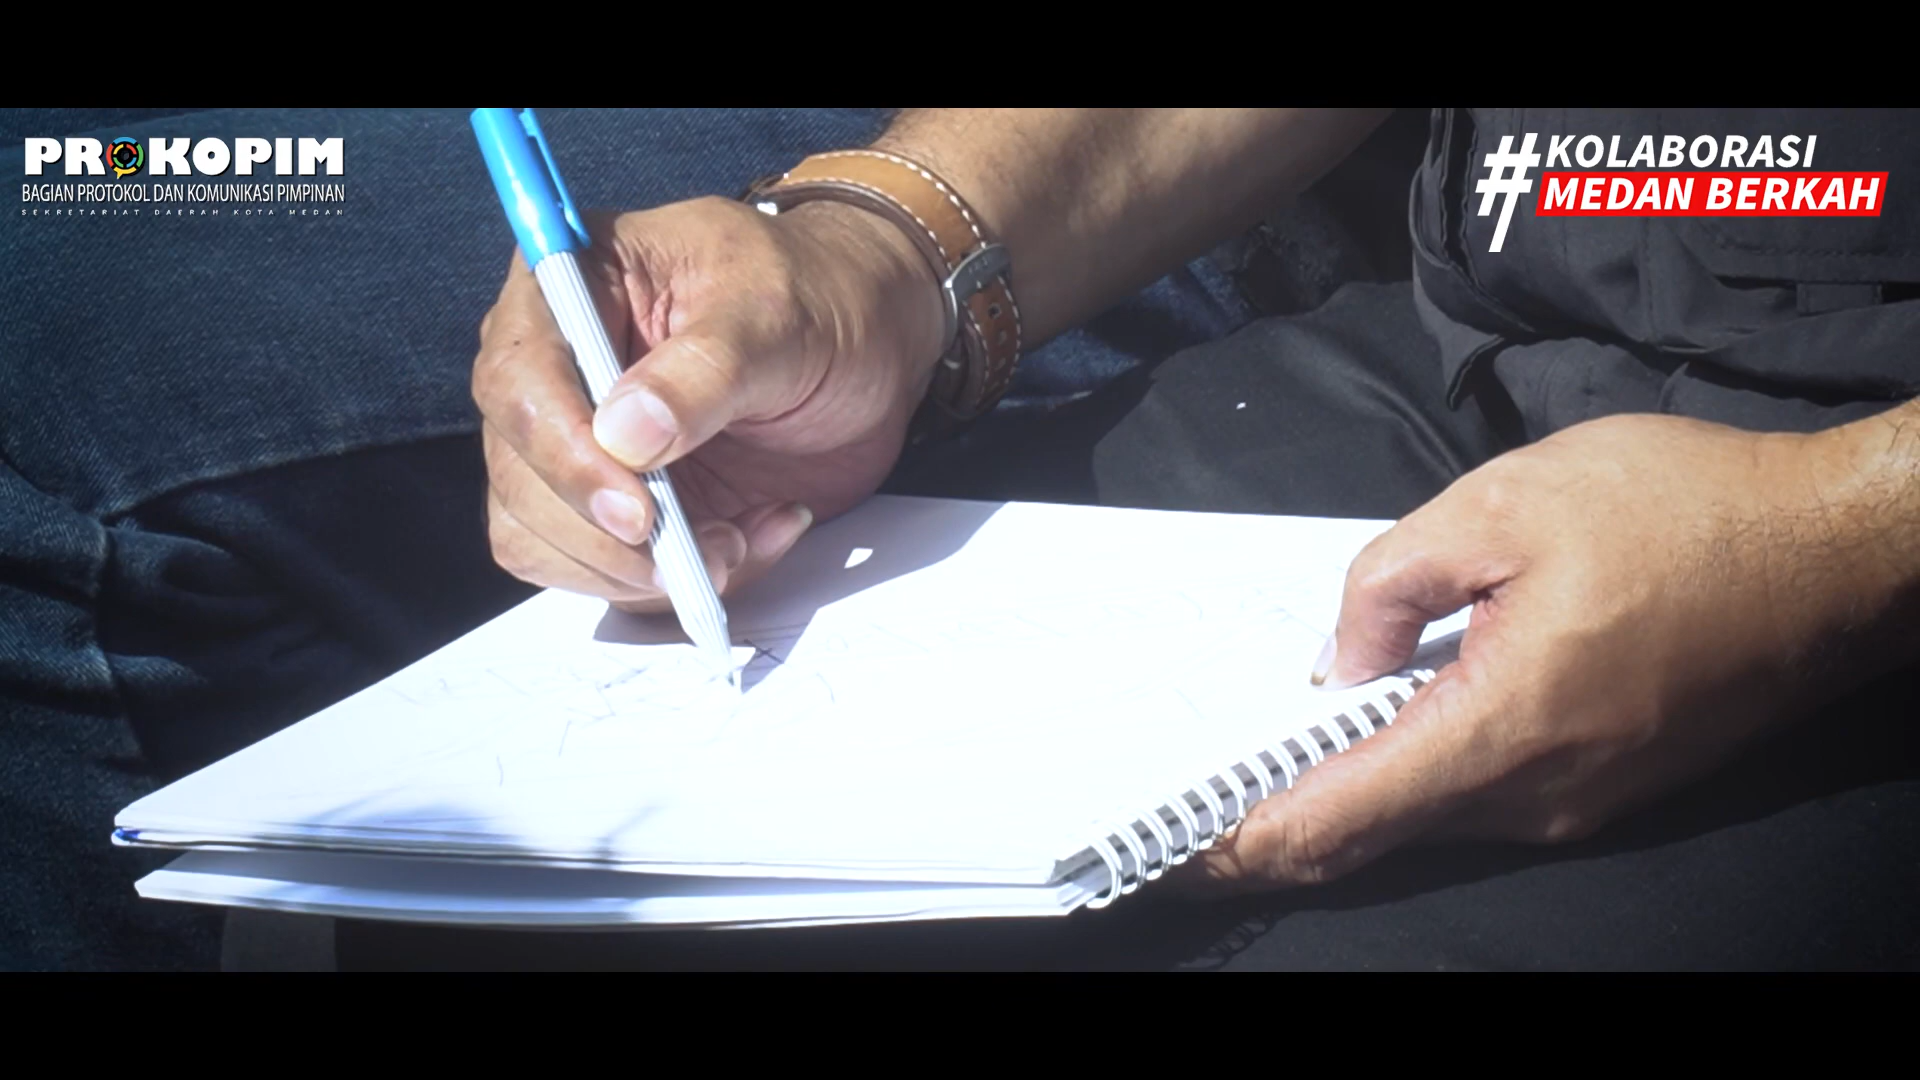 PROKOPIM
BAGIAN PROTOKOL DAN KOMUNIKASI PIMPINAN
SEKRETARIAT DAERAH KOTA MEDAN
#KOLABORASI
MEDAN BERKAH